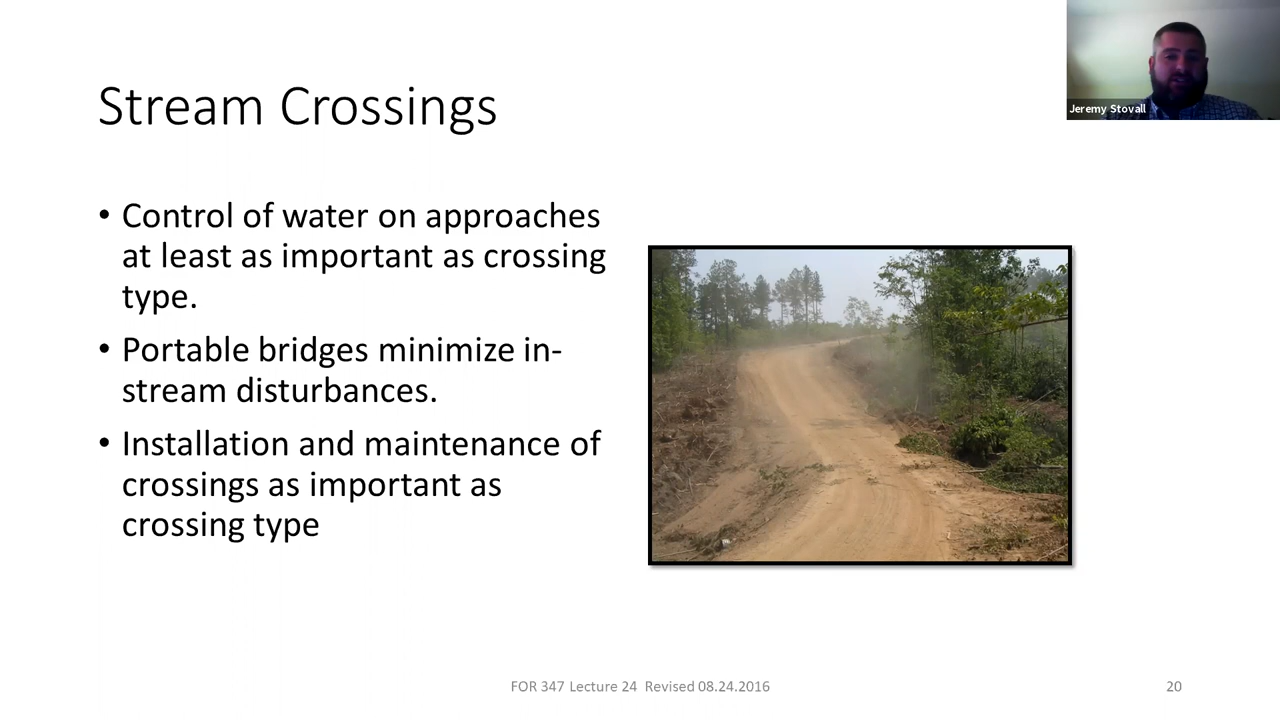 Jeremy Stovall
Stream Crossings
• Control of water on approaches
at least as important as crossing
type.
• Portable bridges minimize in-
stream disturbances.
• Installation and maintenance of
crossings as important as
crossing type
FOR 347 Lecture 24  Revised 08.24.2016
20